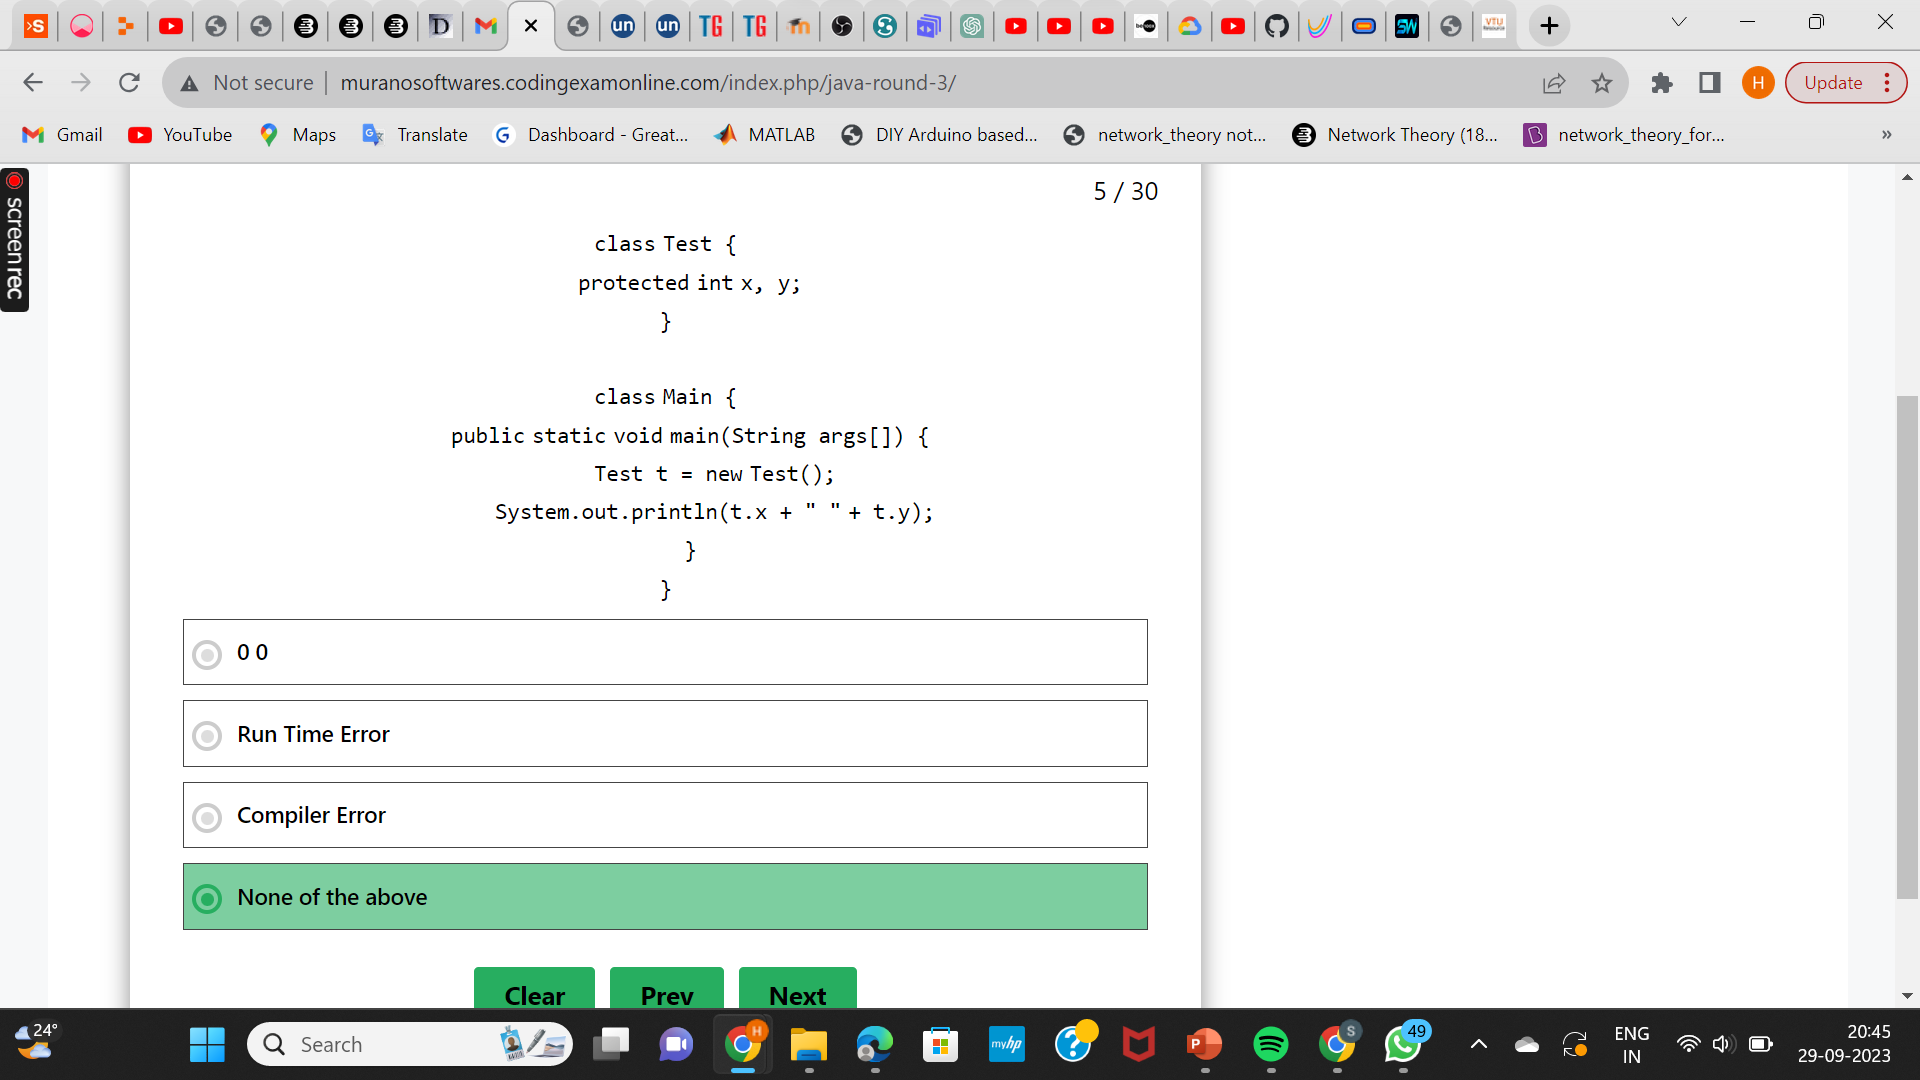 Not secure
muranosoftwares.codingexamonline.com/index.php/java-round-3/
H
Update
Gmail
YouTube
Maps
Translate
Dashboard - Great...
MATLAB
DIY Arduino based...
network_theory not...
Network Theory (18...
network_theory_for...
»
screenrec
5 / 30
class Test {
protected int x, y;
}
class Main {
public static void main(String args[]) {
Test t = new Test();
System.out.println(t.x + " " + t.y);
}
}
0 0
Run Time Error
Compiler Error
None of the above
Clear
Prev
Next
24°
Search
H
myhp
S
49
ENG
IN
20:45
29-09-2023